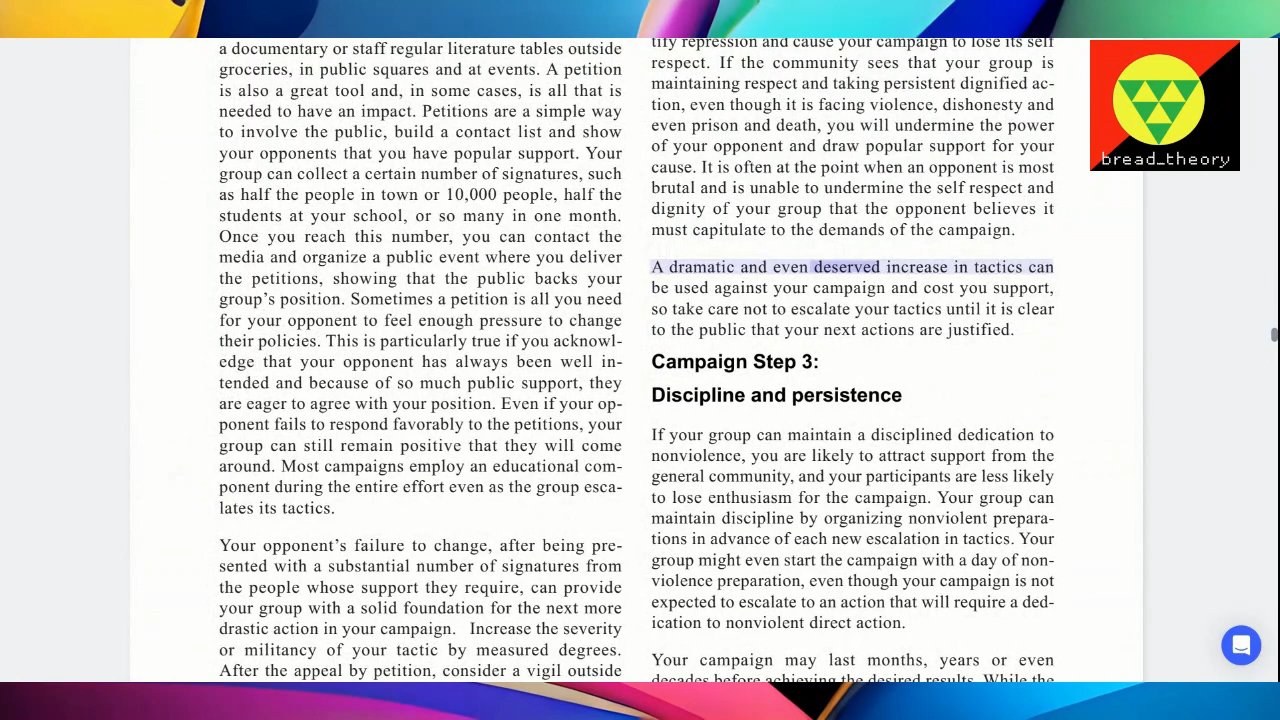 a documentary or staff regular literature tables outside
groceries, in public squares and at events. A petition
is also a great tool and, in some cases, is all that is
needed to have an impact. Petitions are a simple way
to involve the public, build a contact list and show
your opponents that you have popular support. Your
group can collect a certain number of signatures, such
as half the people in town or 10,000 people, half the
students at your school, or so many in one month.
Once you reach this number, you can contact the
media and organize a public event where you deliver
the petitions, showing that the public backs your
group’s position. Sometimes a petition is all you need
for your opponent to feel enough pressure to change
their policies. This is particularly true if you acknowl-
edge that your opponent has always been well in-
tended and because of so much public support, they
are eager to agree with your position. Even if your op-
ponent fails to respond favorably to the petitions, your
group can still remain positive that they will come
around. Most campaigns employ an educational com-
ponent during the entire effort even as the group esca-
lates its tactics.
Your opponent’s failure to change, after being pre-
sented with a substantial number of signatures from
the people whose support they require, can provide
your group with a solid foundation for the next more
drastic action in your campaign. Increase the severity
or militancy of your tactic by measured degrees.
After the appeal by petition, consider a vigil outside
tify repression and cause your campaign to lose its self
respect. If the community sees that your group is
maintaining respect and taking persistent dignified ac-
tion, even though it is facing violence, dishonesty and
even prison and death, you will undermine the power
of your opponent and draw popular support for your
cause. It is often at the point when an opponent is most
brutal and is unable to undermine the self respect and
dignity of your group that the opponent believes it
must capitulate to the demands of the campaign.
A dramatic and even deserved increase in tactics can
be used against your campaign and cost you support,
so take care not to escalate your tactics until it is clear
to the public that your next actions are justified.
Campaign Step 3:
Discipline and persistence
If your group can maintain a disciplined dedication to
nonviolence, you are likely to attract support from the
general community, and your participants are less likely
to lose enthusiasm for the campaign. Your group can
maintain discipline by organizing nonviolent prepara-
tions in advance of each new escalation in tactics. Your
group might even start the campaign with a day of non-
violence preparation, even though your campaign is not
expected to escalate to an action that will require a ded-
ication to nonviolent direct action.
Your campaign may last months, years or even
decades before achieving the desired results. While the
bread_theory